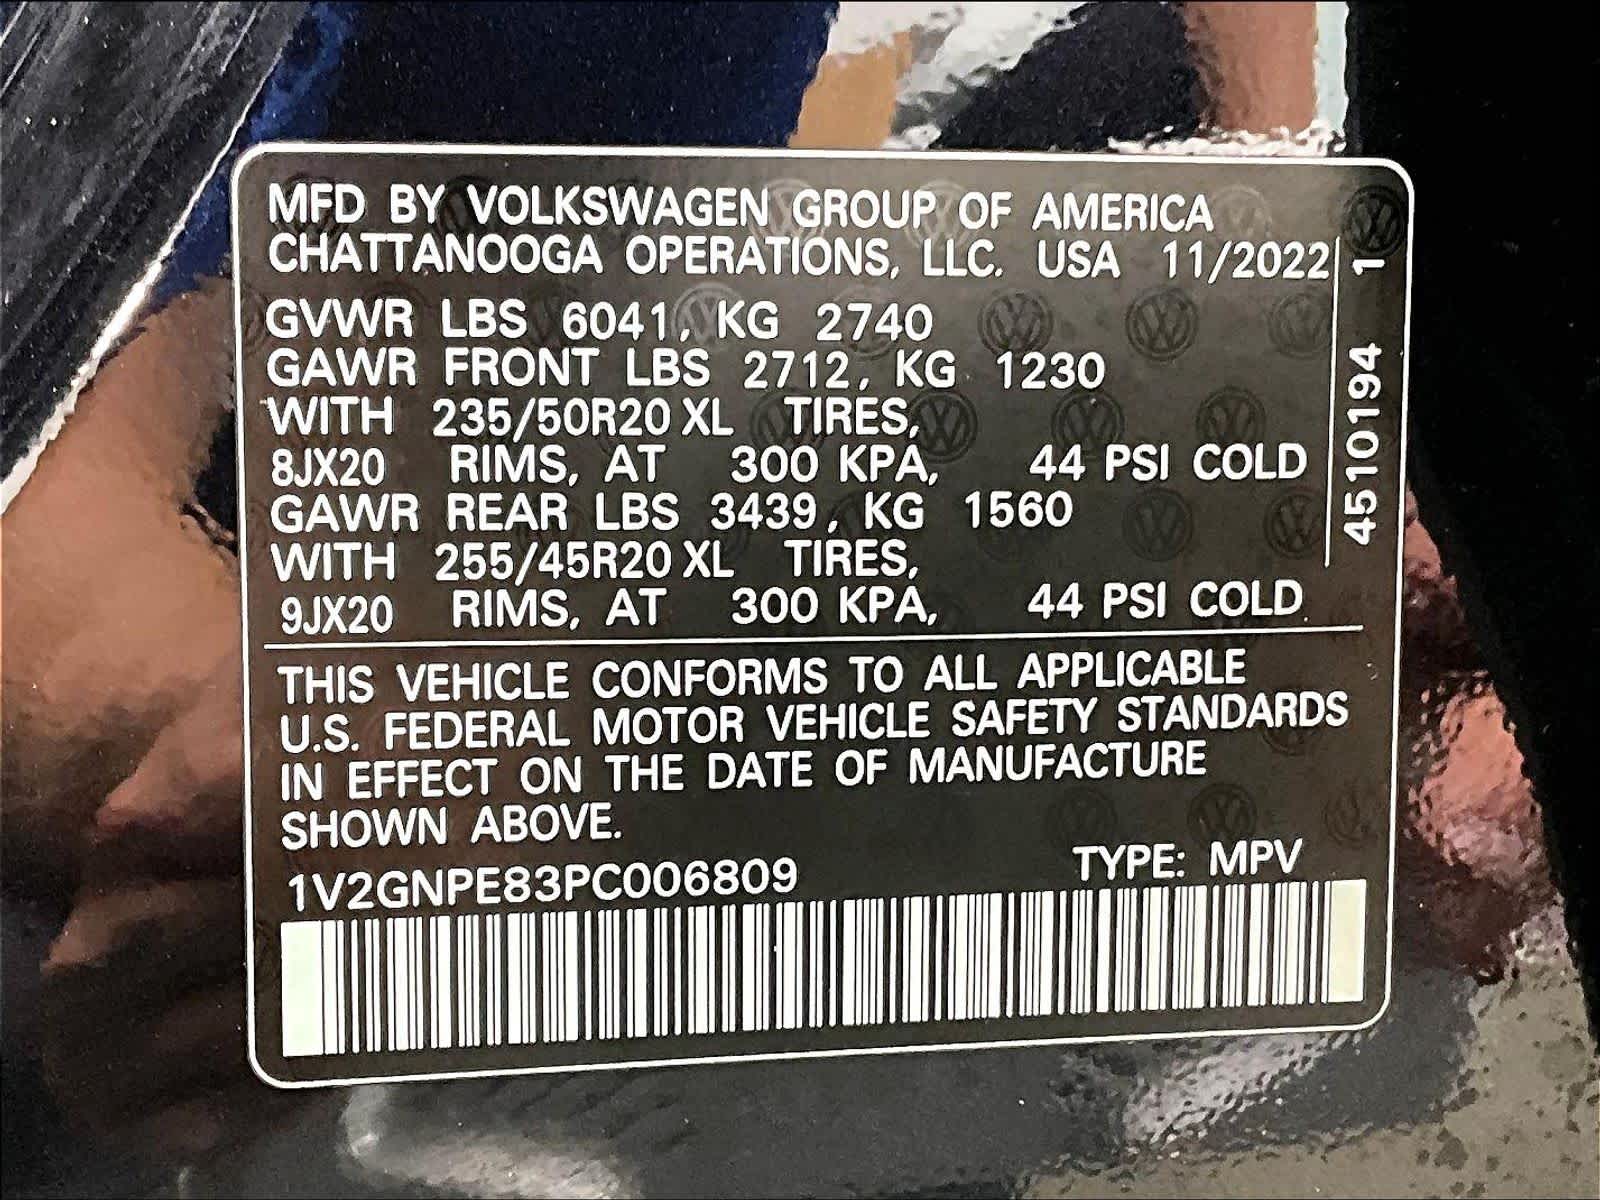 MFD BY VOLKSWAGEN GROUP OF AMERICA
CHATTANOOGA OPERATIONS, LLC. USA 11/2022
GVWR LBS 6041, KG 2740
GAWR FRONT LBS 2712, KG 1230
WITH 235/50R20 XL TIRES,
8JX20 RIMS, AT 300 KPA, 44 PSI COLD
GAWR REAR LBS 3439, KG 1560
WITH 255/45R20 XL TIRES,
9JX20 RIMS, AT 300 KPA, 44 PSI COLD
4510194 1
THIS VEHICLE CONFORMS TO ALL APPLICABLE
U.S. FEDERAL MOTOR VEHICLE SAFETY STANDARDS
IN EFFECT ON THE DATE OF MANUFACTURE
SHOWN ABOVE.
1V2GNPE83PC006809 TYPE: MPV